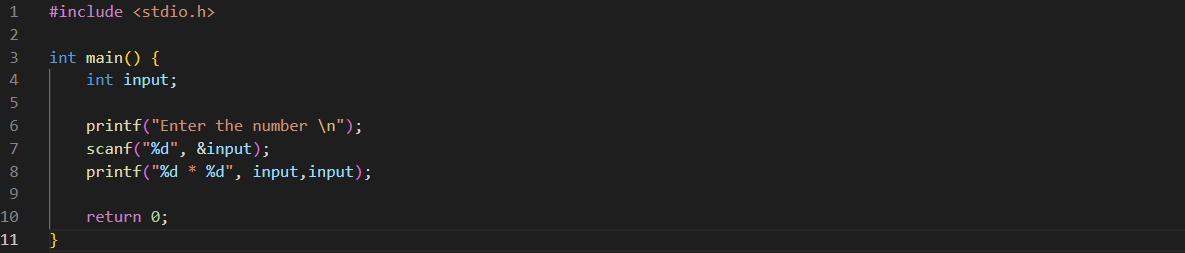 1 #include <stdio.h>
2
3 int main() {
4     int input;
5
6     printf("Enter the number \n");
7     scanf("%d", &input);
8     printf("%d * %d", input,input);
9
10     return 0;
11 }